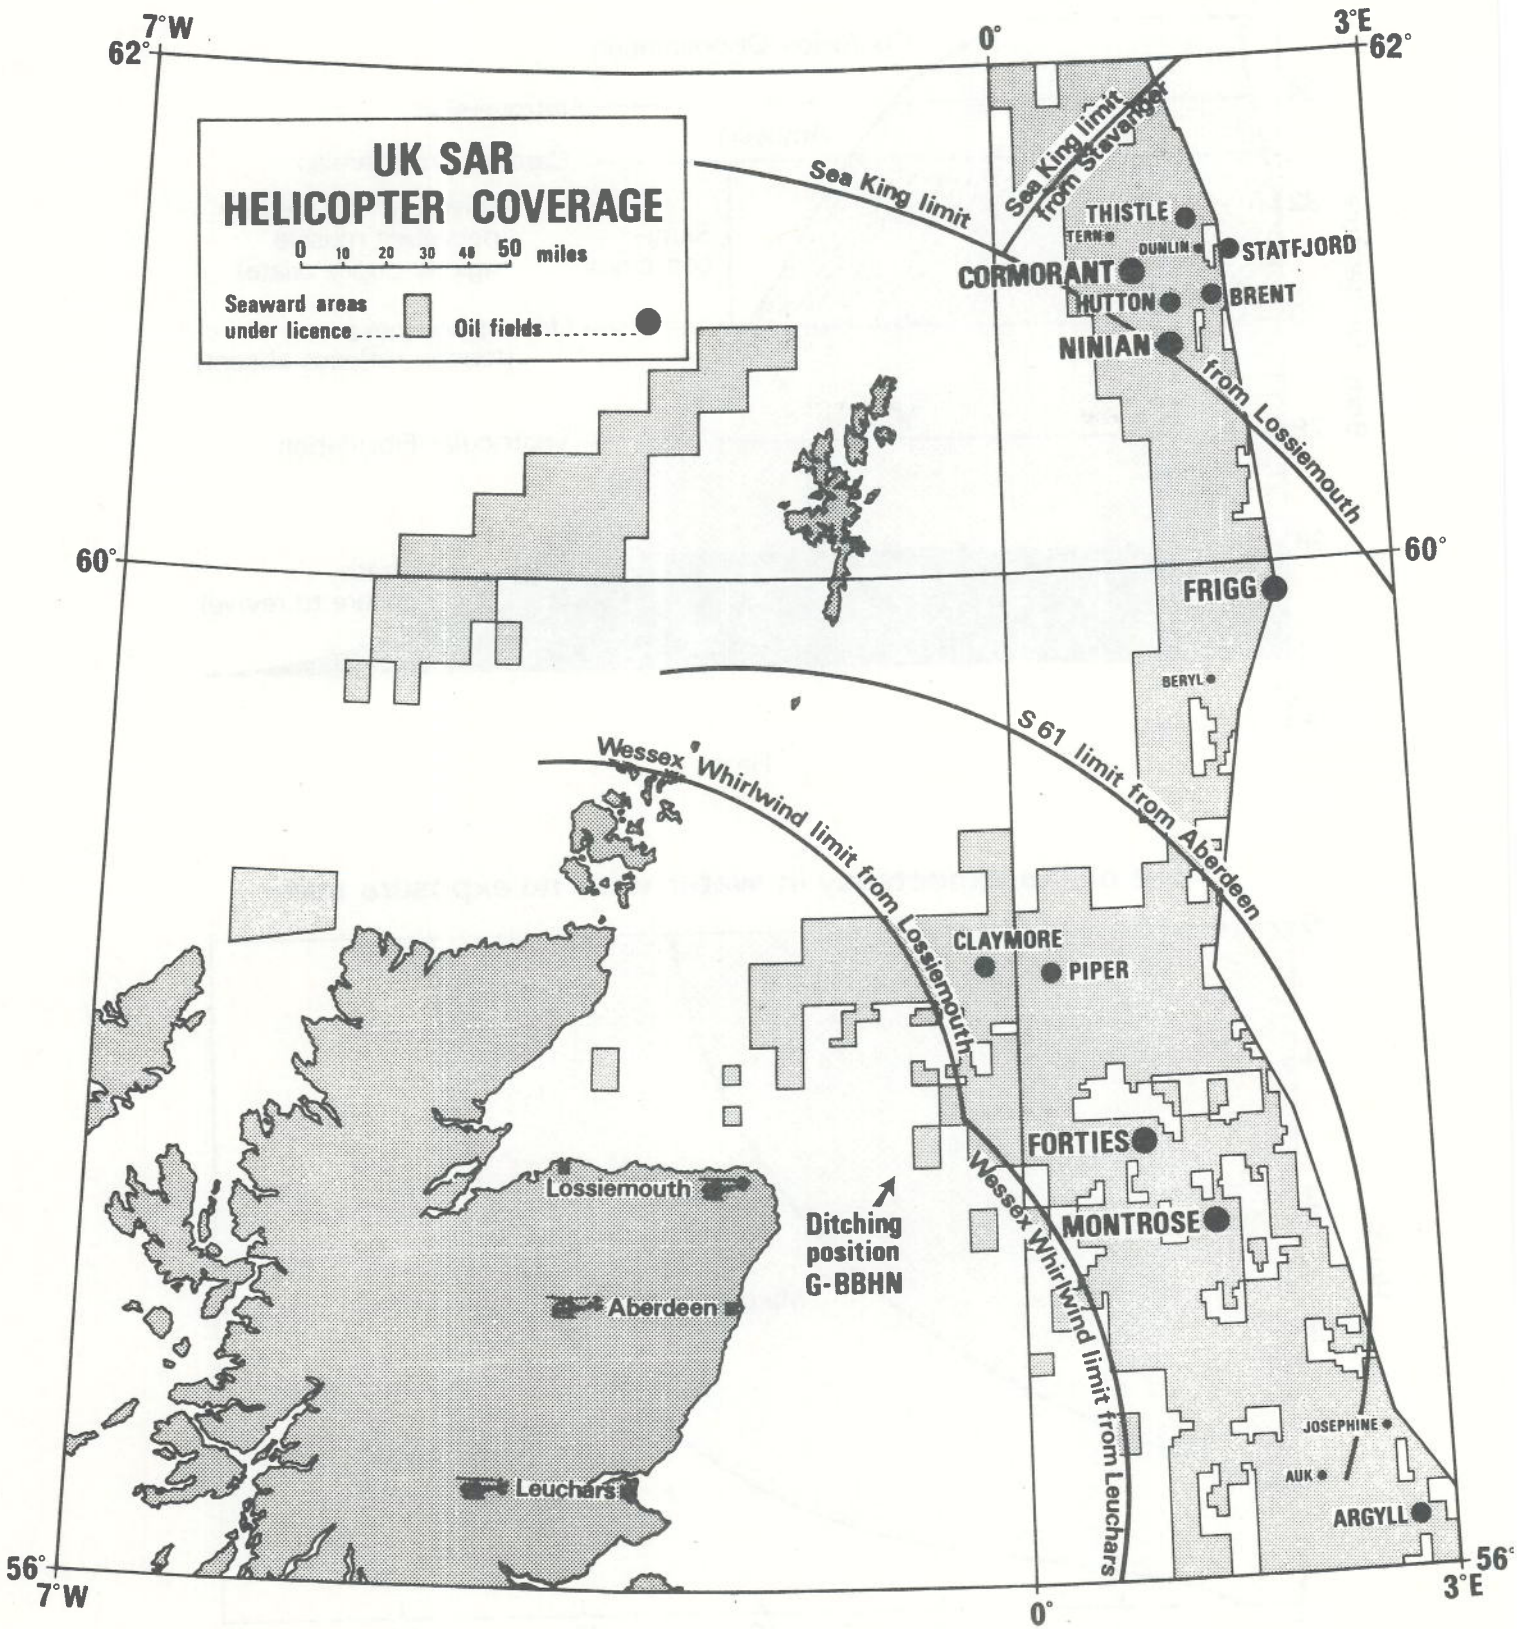 7°W
0°
3°E
62°
62°
UK SAR
HELICOPTER COVERAGE
0 10 20 30 40 50 miles
Seaward areas
under licence
Oil fields
Sea King limit
Sea King limit
from Stavanger
THISTLE
TERN
DUNLIN
STATFJORD
CORMORANT
HUTTON
BRENT
NINIAN
from Lossiemouth
60°
60°
FRIGG
BERYL
S 61 limit from Aberdeen
Wessex Whirlwind limit from Lossiemouth
CLAYMORE
PIPER
FORTIES
Wessex Whirlwind limit from Leuchars
Lossiemouth
Ditching
position
G-BBHN
MONTROSE
Aberdeen
JOSEPHINE
AUK
Leuchars
ARGYLL
56°
56°
7°W
0°
3°E